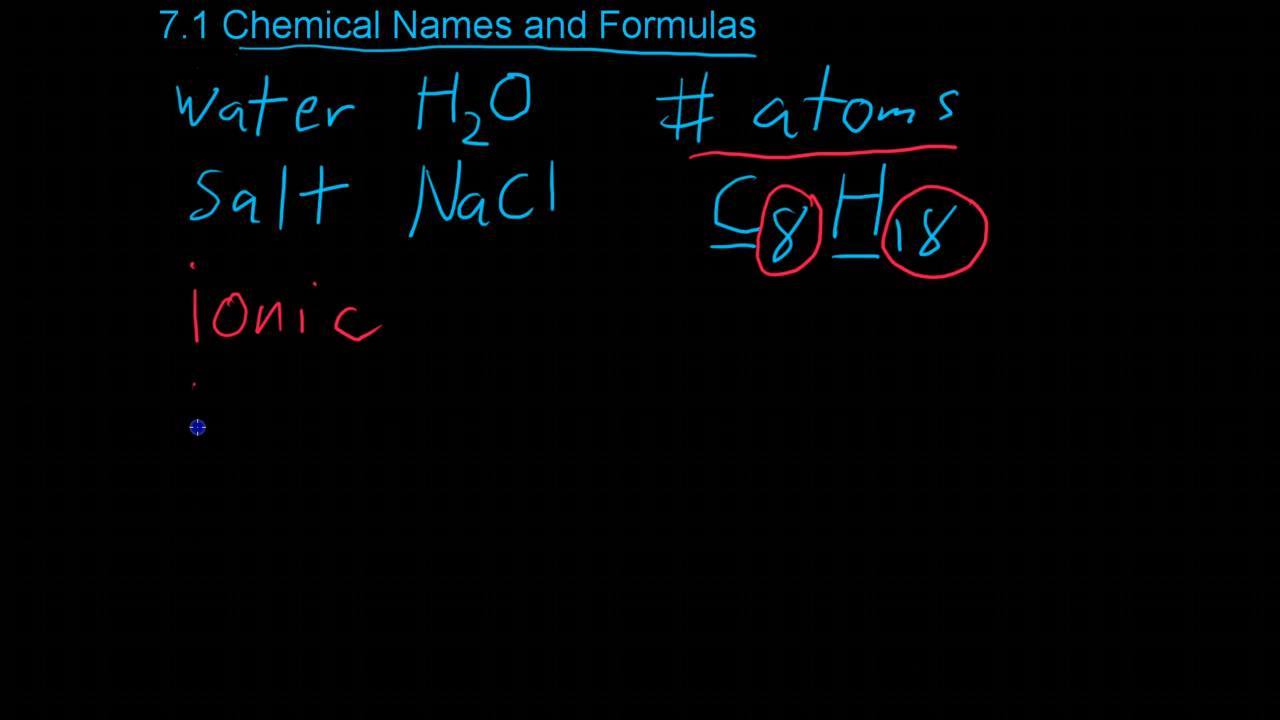 7.1 Chemical Names and Formulas
water H₂O
salt NaCl
# atoms
C₈H₁₈
ionic